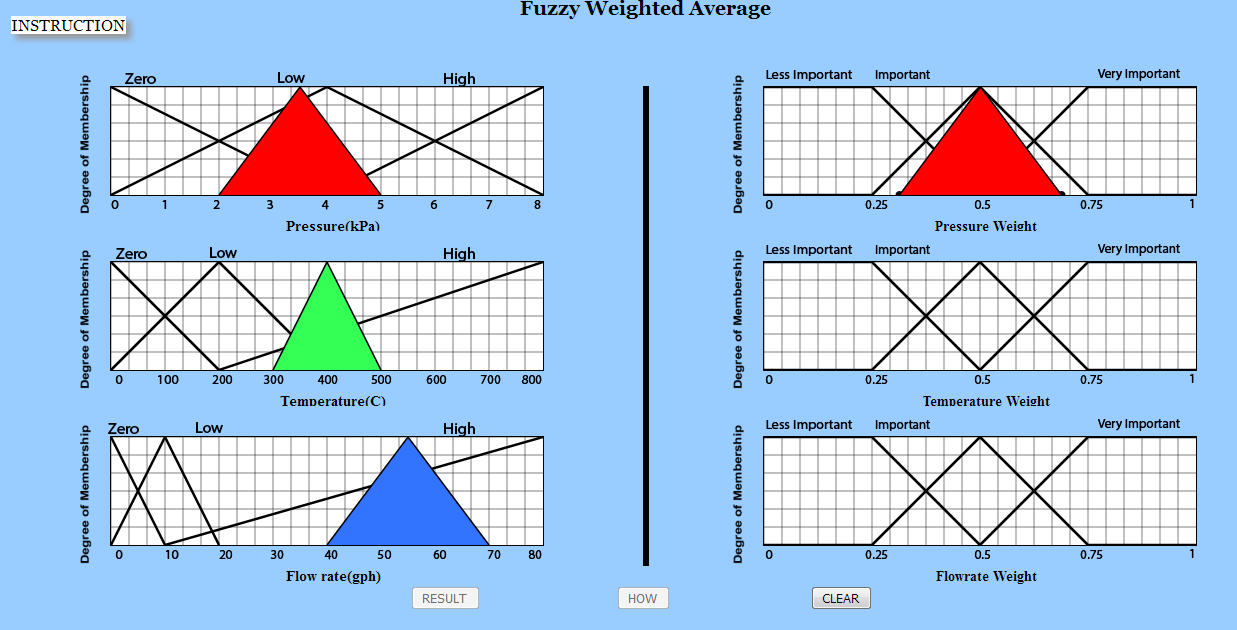 Fuzzy Weighted Average
INSTRUCTION
Zero Low High
Degree of Membership
0 1 2 3 4 5 6 7 8
Pressure(kPa)
Less Important Important Very Important
Degree of Membership
0 0.25 0.5 0.75 1
Pressure Weight
Zero Low High
Degree of Membership
0 100 200 300 400 500 600 700 800
Temperature(C)
Less Important Important Very Important
Degree of Membership
0 0.25 0.5 0.75 1
Temperature Weight
Zero Low High
Degree of Membership
0 10 20 30 40 50 60 70 80
Flow rate(gph)
Less Important Important Very Important
Degree of Membership
0 0.25 0.5 0.75 1
Flowrate Weight
RESULT HOW CLEAR